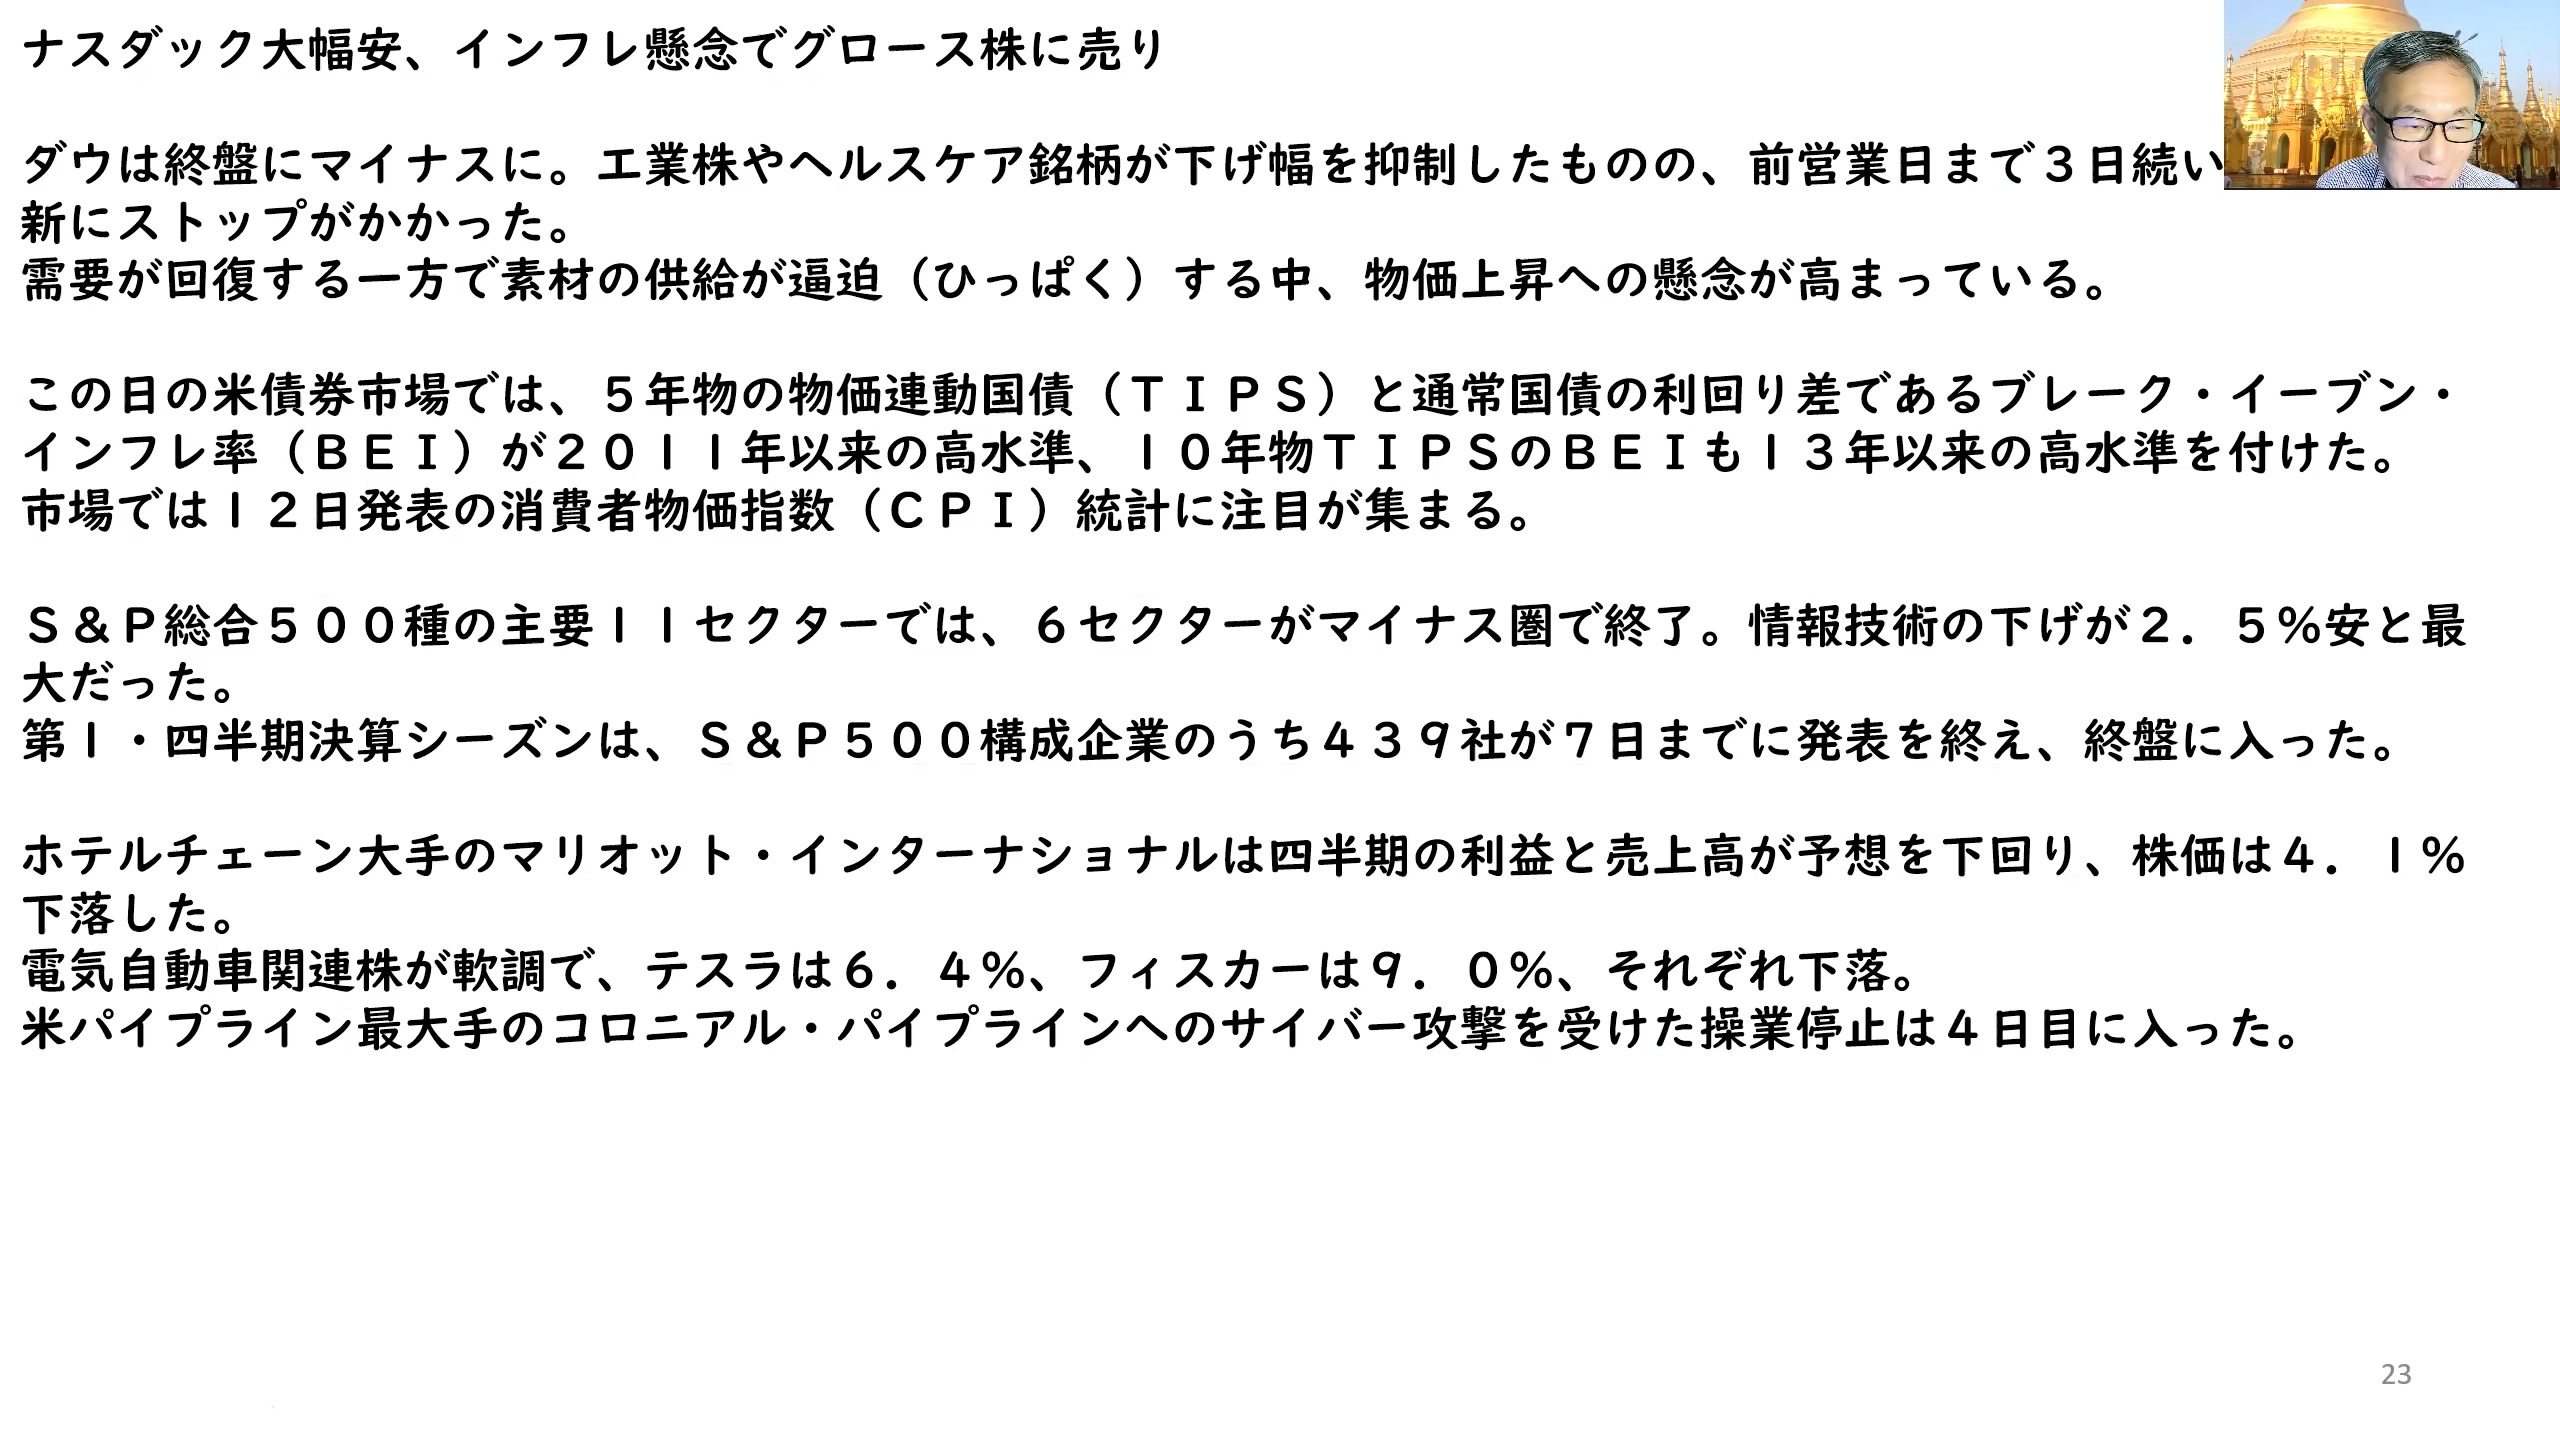 ナスダック大幅安、インフレ懸念でグロース株に売り
ダウは終盤にマイナスに。工業株やヘルスケア銘柄が下げ幅を抑制したものの、前営業日まで３日続い
新にストップがかかった。
需要が回復する一方で素材の供給が逼迫（ひっぱく）する中、物価上昇への懸念が高まっている。
この日の米債券市場では、５年物の物価連動国債（ＴＩＰＳ）と通常国債の利回り差であるブレーク・イーブン・
インフレ率（ＢＥＩ）が２０１１年以来の高水準、１０年物ＴＩＰＳのＢＥＩも１３年以来の高水準を付けた。
市場では１２日発表の消費者物価指数（ＣＰＩ）統計に注目が集まる。
Ｓ＆Ｐ総合５００種の主要１１セクターでは、６セクターがマイナス圏で終了。情報技術の下げが２．５％安と最
大だった。
第１・四半期決算シーズンは、Ｓ＆Ｐ５００構成企業のうち４３９社が７日までに発表を終え、終盤に入った。
ホテルチェーン大手のマリオット・インターナショナルは四半期の利益と売上高が予想を下回り、株価は４．１％
下落した。
電気自動車関連株が軟調で、テスラは６．４％、フィスカーは９．０％、それぞれ下落。
米パイプライン最大手のコロニアル・パイプラインへのサイバー攻撃を受けた操業停止は４日目に入った。
23